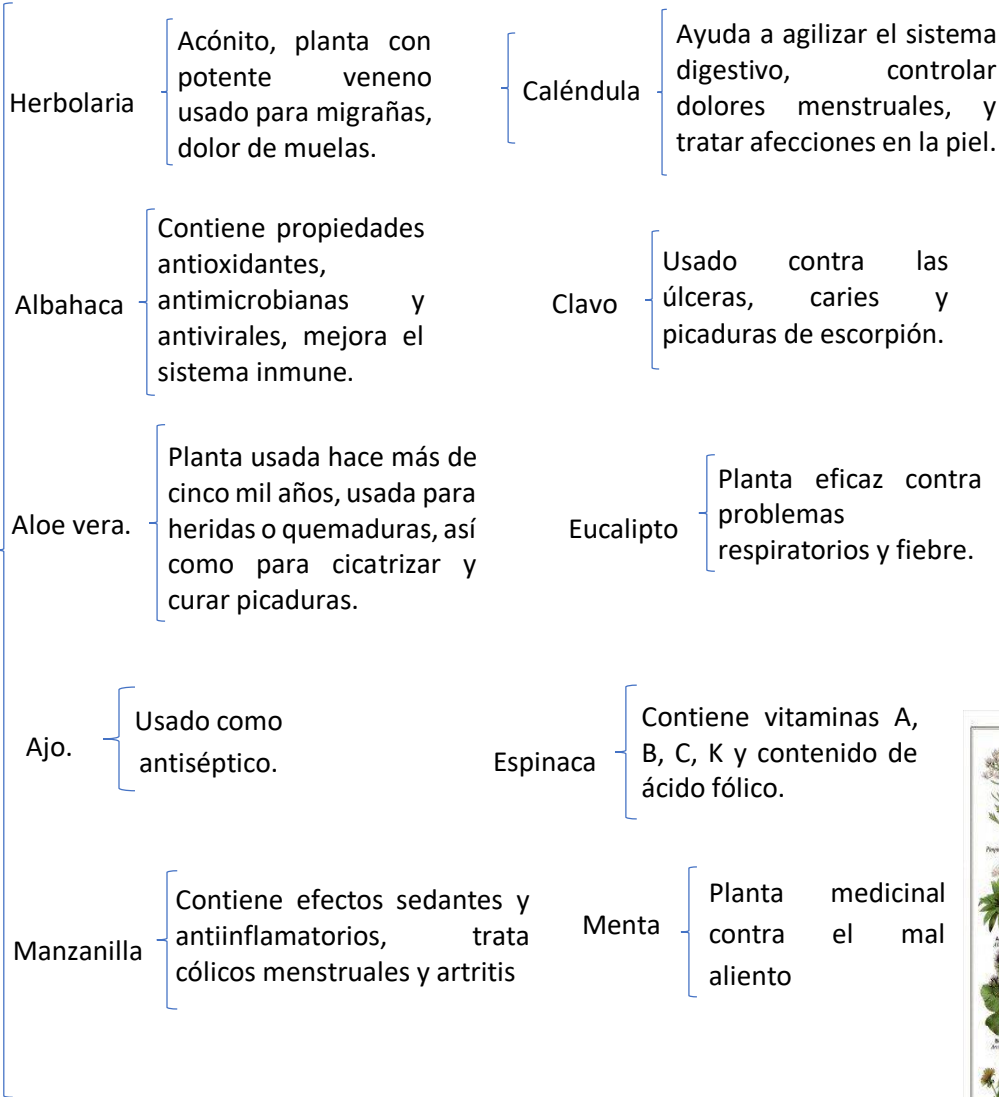 Herbolaria
Acónito, planta con
potente veneno
usado para migrañas,
dolor de muelas.
Caléndula
Ayuda a agilizar el sistema
digestivo, controlar
dolores menstruales, y
tratar afecciones en la piel.
Albahaca
Contiene propiedades
antioxidantes,
antimicrobianas y
antivirales, mejora el
sistema inmune.
Clavo
Usado contra las
úlceras, caries y
picaduras de escorpión.
Aloe vera.
Planta usada hace más de
cinco mil años, usada para
heridas o quemaduras, así
como para cicatrizar y
curar picaduras.
Eucalipto
Planta eficaz contra
problemas
respiratorios y fiebre.
Ajo.
Usado como
antiséptico.
Espinaca
Contiene vitaminas A,
B, C, K y contenido de
ácido fólico.
Manzanilla
Contiene efectos sedantes y
antiinflamatorios, trata
cólicos menstruales y artritis
Menta
Planta medicinal
contra el mal
aliento